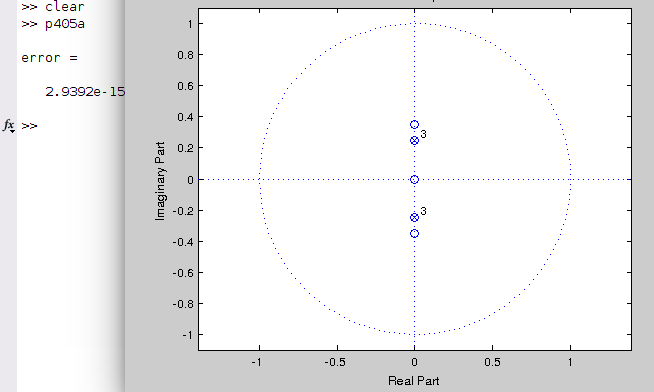 >> clear
>> p405a
error =
2.9392e-15
fx >>
1
0.8
0.6
0.4
0.2
0
-0.2
-0.4
-0.6
-0.8
-1
3
3
-1
-0.5
0
0.5
1
Imaginary Part
Real Part